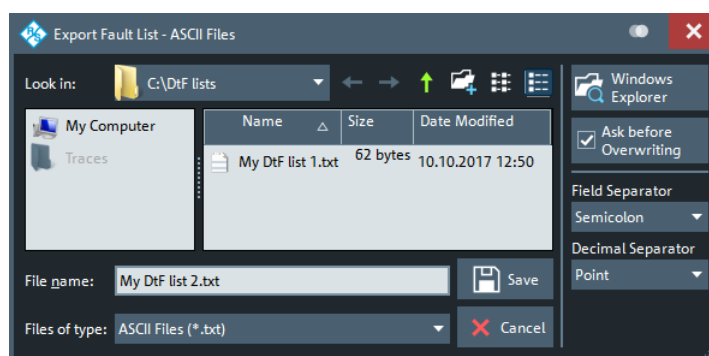 Export Fault List - ASCII Files
Look in: C:\DtF lists
Windows
Explorer
My Computer
Traces
Name Size Date Modified
My DtF list 1.txt 62 bytes 10.10.2017 12:50
Ask before
Overwriting
Field Separator
Semicolon
Decimal Separator
Point
File name: My DtF list 2.txt Save
Files of type: ASCII Files (*.txt) Cancel